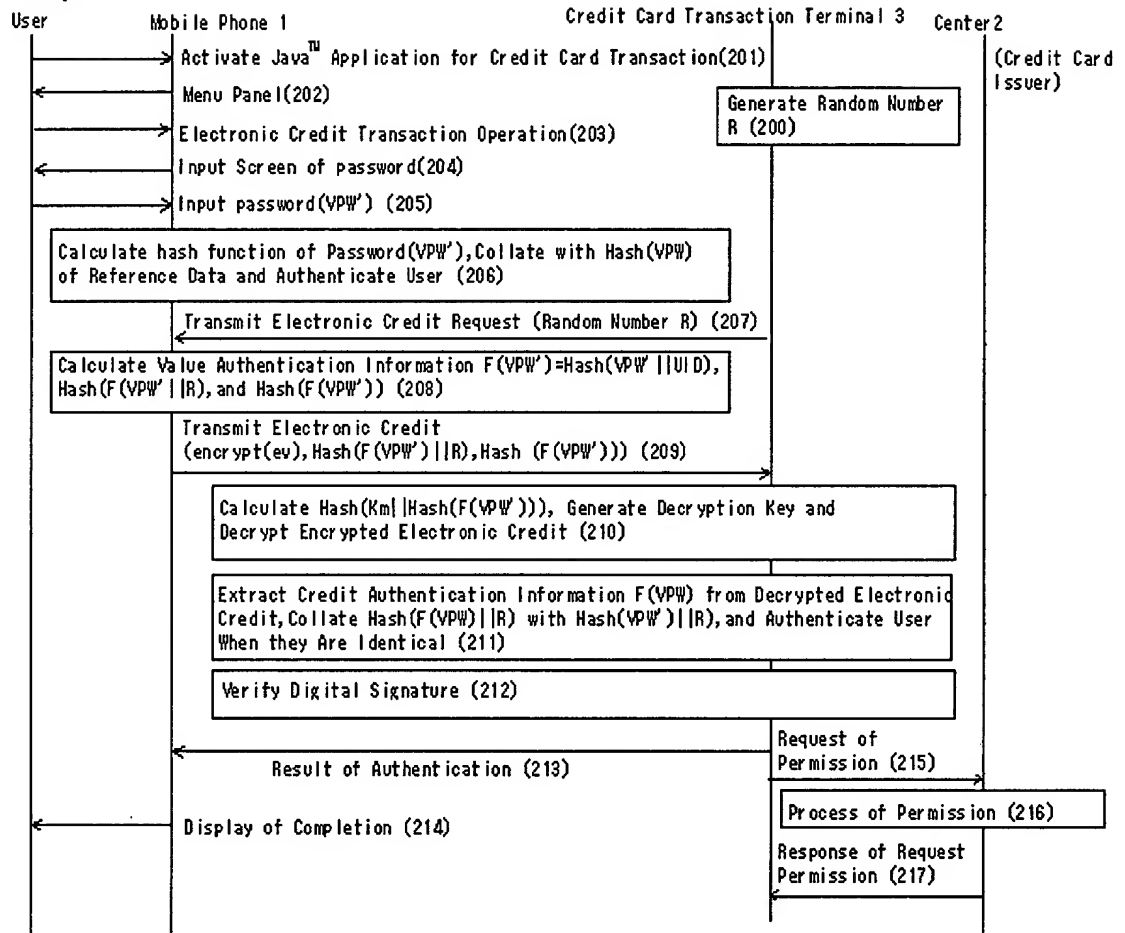 User
Mobile Phone 1
Credit Card Transaction Terminal 3
Center2
(Credit Card
Issuer)
Activate Java™ Application for Credit Card Transaction(201)
Menu Panel(202)
Generate Random Number
R (200)
Electronic Credit Transaction Operation(203)
Input Screen of password(204)
Input password(VPW') (205)
Calculate hash function of Password(VPW'),Collate with Hash(VPW)
of Reference Data and Authenticate User (206)
Transmit Electronic Credit Request (Random Number R) (207)
Calculate Value Authentication Information F(VPW')=Hash(VPW'||UID),
Hash(F(VPW'||R),and Hash(F(VPW')) (208)
Transmit Electronic Credit
(encrypt(ev),Hash(F(VPW')||R),Hash (F(VPW'))) (209)
Calculate Hash(Km||Hash(F(VPW'))), Generate Decryption Key and
Decrypt Encrypted Electronic Credit (210)
Extract Credit Authentication Information F(VPW) from Decrypted Electronic
Credit,Collate Hash(F(VPW)||R) with Hash(VPW')||R),and Authenticate User
When they Are Identical (211)
Verify Digital Signature (212)
Request of
Permission (215)
Result of Authentication (213)
Process of Permission (216)
Display of Completion (214)
Response of Request
Permission (217)